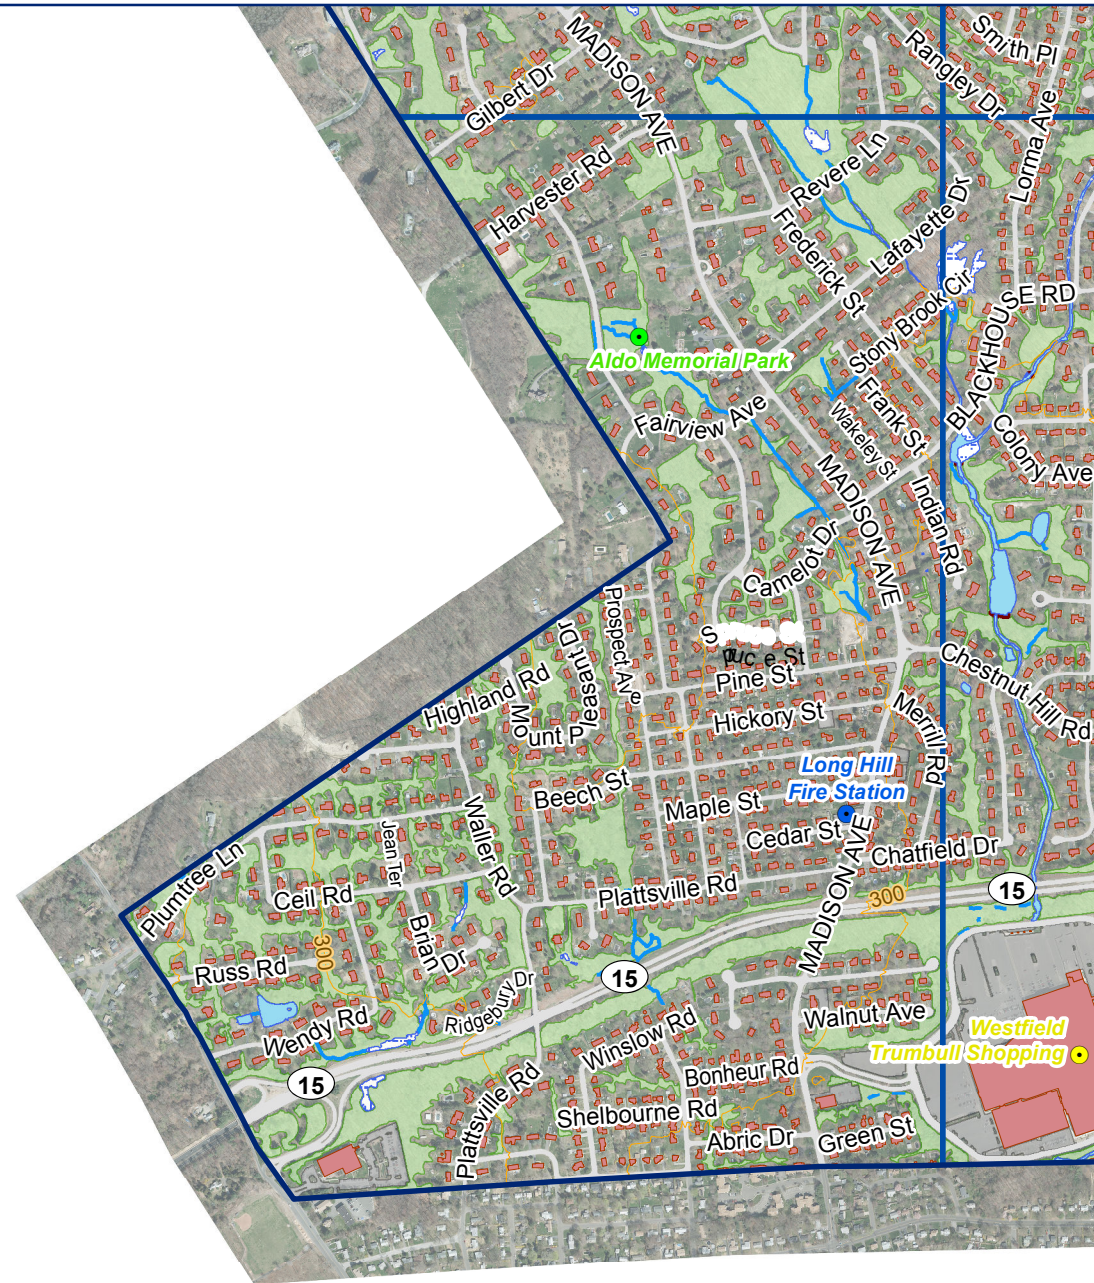 Smith Pl
MADISON AVE
Rangley Dr
Gilbert Dr
Lorma Ave
Harvester Rd
Revere Ln
Lafayette Dr
Frederick St
Stony Brook Cir
BLACKHOUSE RD
Aldo Memorial Park
Fairview Ave
Frank St
Wakeley St
Colony Ave
MADISON AVE
Indian Rd
Camelot Dr
Prospect Ave
Spruce St
Mount Pleasant Dr
Highland Rd
Pine St
Chestnut Hill Rd
Hickory St
Merrill Rd
Long Hill
Fire Station
Beech St
Maple St
Cedar St
Waller Rd
Jean Ter
Plumtree Ln
Chatfield Dr
MADISON AVE
Ceil Rd
Plattsville Rd
300
15
Brian Dr
300
Russ Rd
15
Ridgebury Dr
Wendy Rd
Winslow Rd
Walnut Ave
Westfield
Trumbull Shopping
15
Bonheur Rd
Plattsville Rd
Shelbourne Rd
Abric Dr
Green St